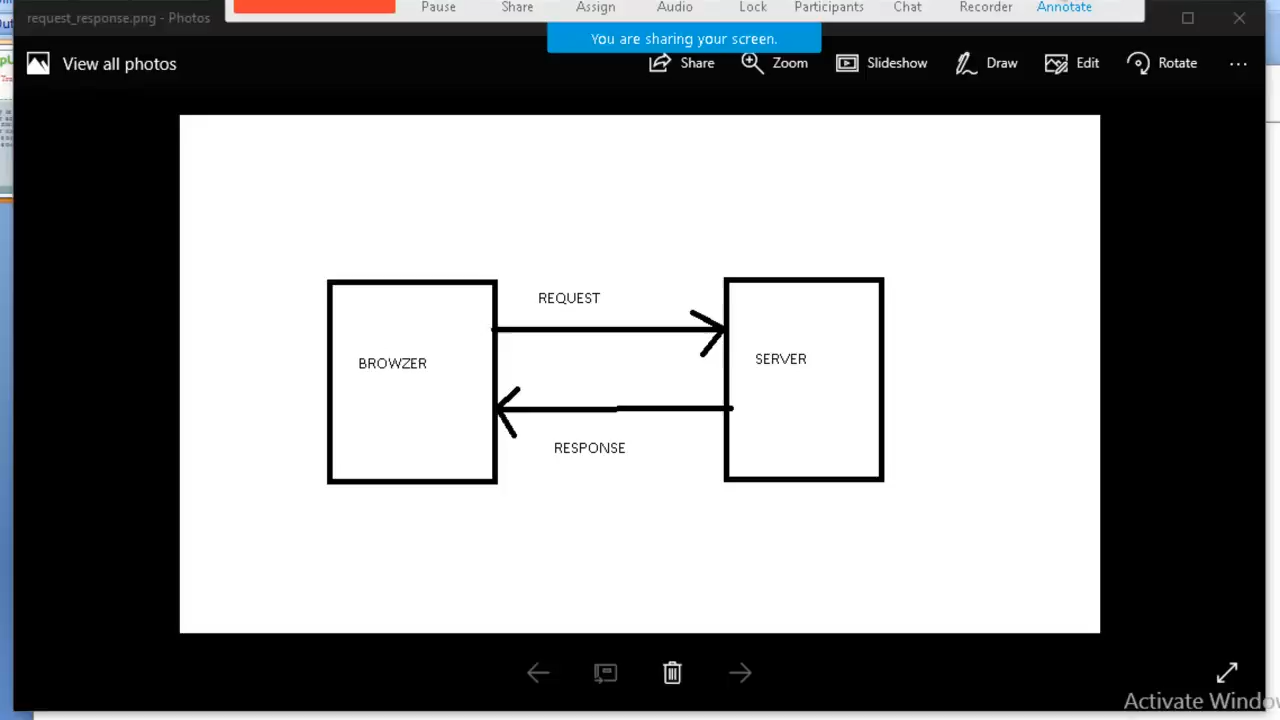 Pause Share Assign Audio Lock Participants Chat Recorder Annotate
request_response.png - Photos
You are sharing your screen.
View all photos Share Zoom Slideshow Draw Edit Rotate ...
REQUEST
BROWZER
SERVER
RESPONSE
Activate Windo